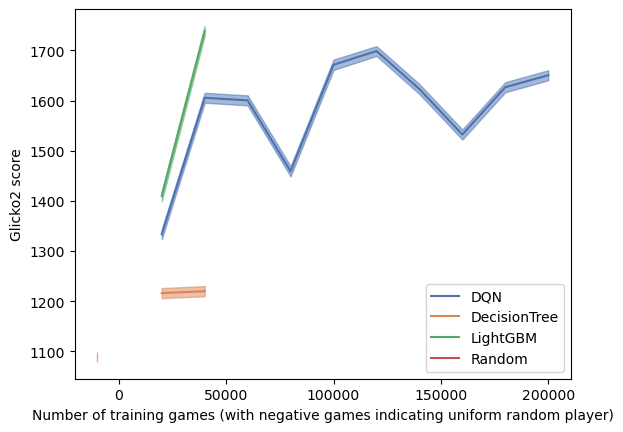 1700
1600
1500
1400
1300
1200
1100
Glicko2 score
DQN
DecisionTree
LightGBM
Random
0 50000 100000 150000 200000
Number of training games (with negative games indicating uniform random player)